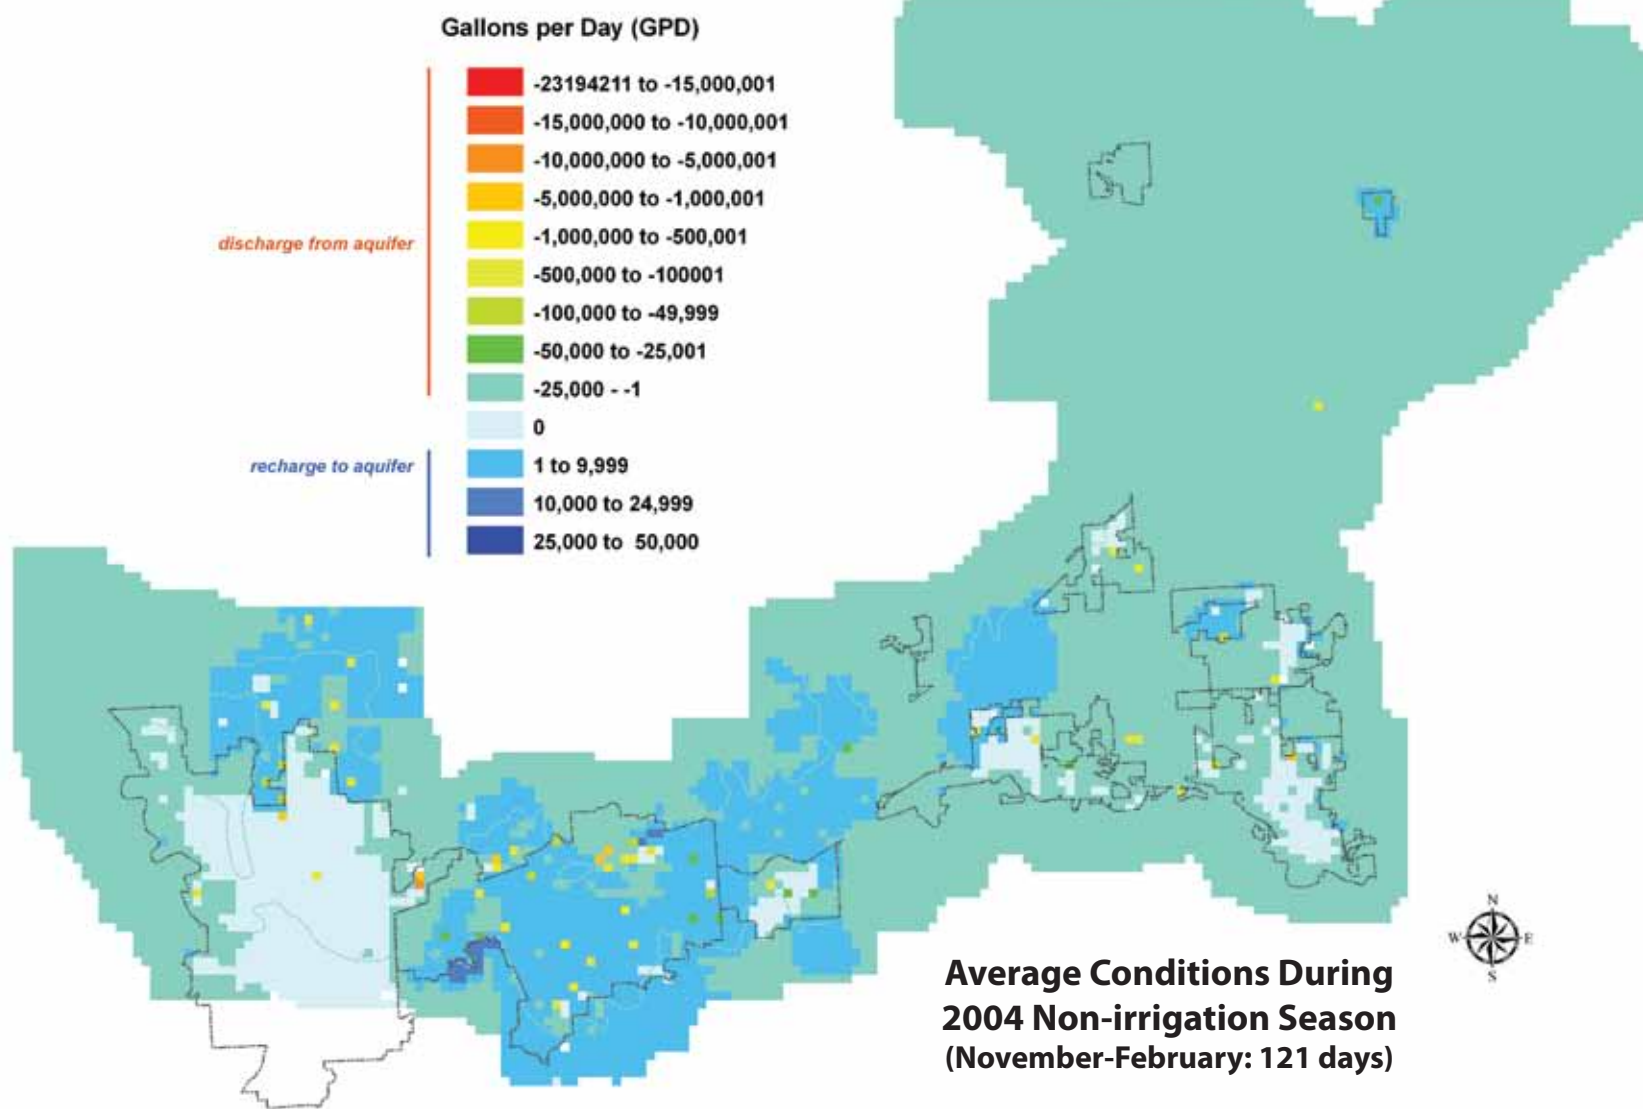 Gallons per Day (GPD)
-23194211 to -15,000,001
-15,000,000 to -10,000,001
-10,000,000 to -5,000,001
-5,000,000 to -1,000,001
-1,000,000 to -500,001
discharge from aquifer
-500,000 to -100001
-100,000 to -49,999
-50,000 to -25,001
-25,000 - -1
0
recharge to aquifer
1 to 9,999
10,000 to 24,999
25,000 to 50,000
N
W E
S
Average Conditions During
2004 Non-irrigation Season
(November-February: 121 days)